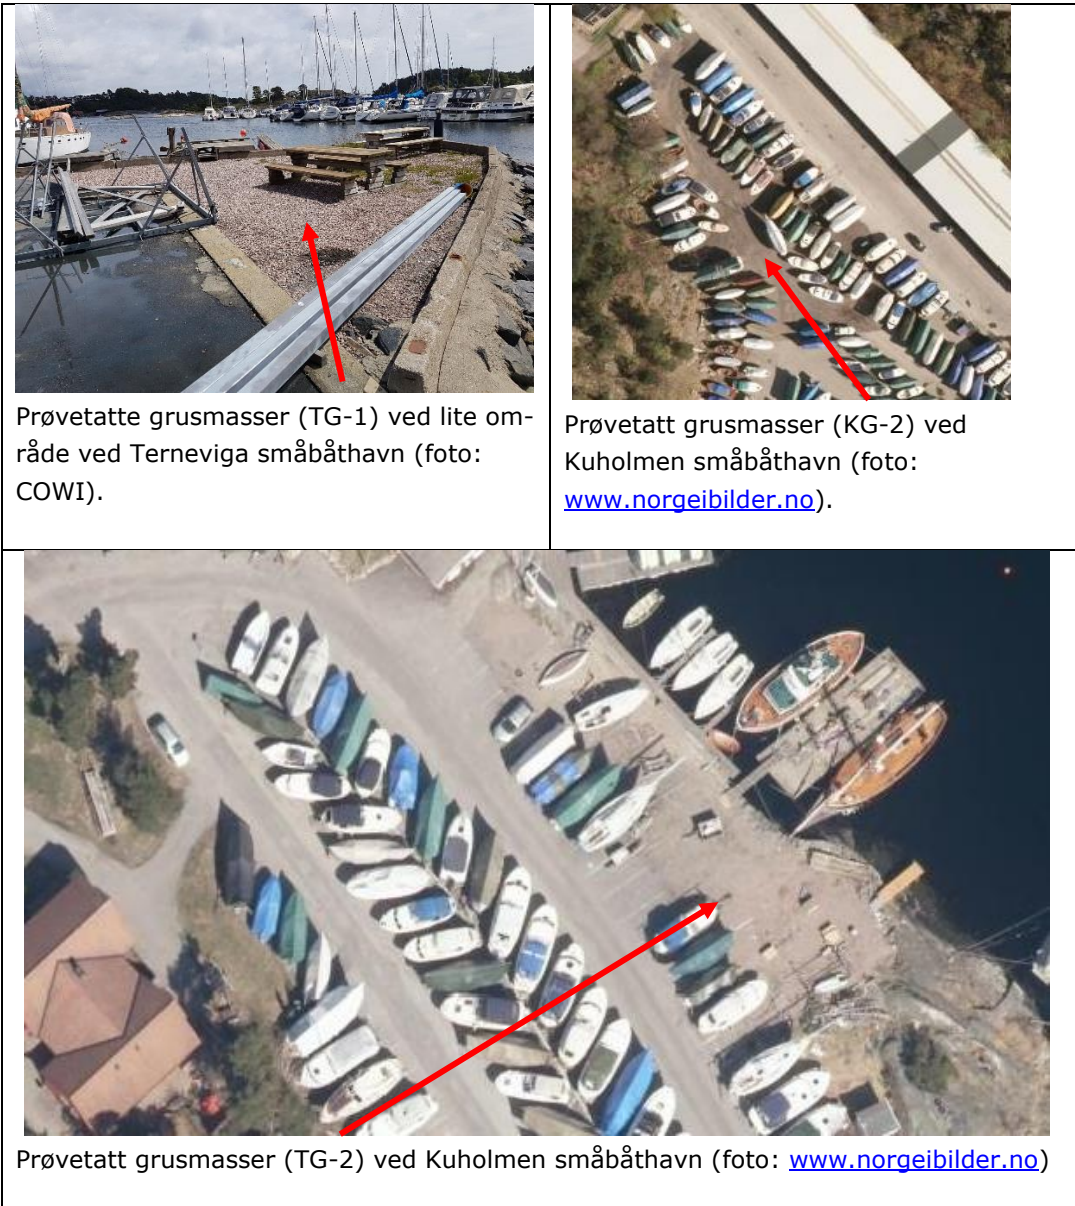 Prøvetatte grusmasser (TG-1) ved lite om-
råde ved Terneviga småbåthavn (foto:
COWI).
Prøvetatt grusmasser (KG-2) ved
Kuholmen småbåthavn (foto:
www.norgeibilder.no).
Prøvetatt grusmasser (TG-2) ved Kuholmen småbåthavn (foto: www.norgeibilder.no)